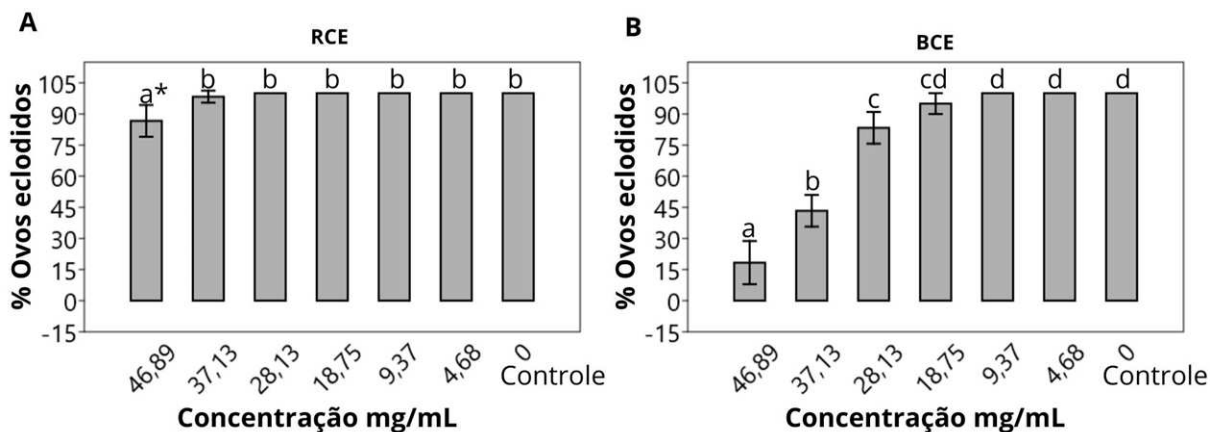 A
RCE
% Ovos eclodidos
105
90
75
60
45
30
15
0
-15
a*
b
b
b
b
b
b
46,89
37,13
28,13
18,75
9,37
4,68
0
Controle
Concentração mg/mL
B
BCE
% Ovos eclodidos
105
90
75
60
45
30
15
0
-15
a
b
c
cd
d
d
d
46,89
37,13
28,13
18,75
9,37
4,68
0
Controle
Concentração mg/mL